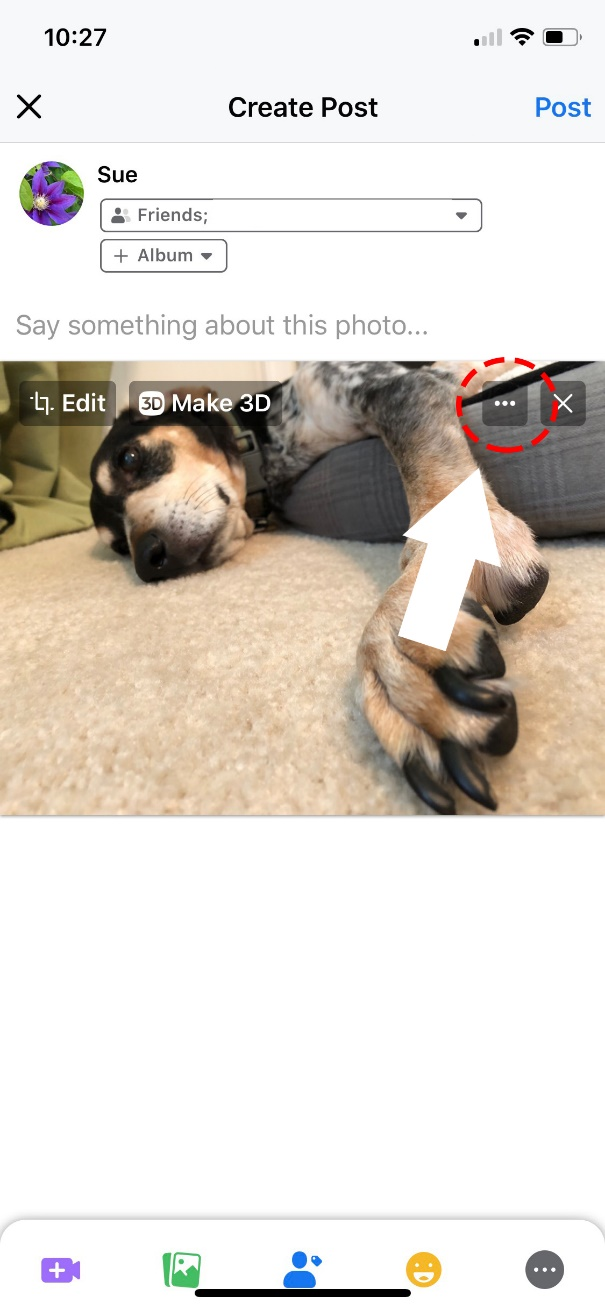 10:27
Create Post
Post
Sue
Friends;
+ Album
Say something about this photo...
Edit
3D Make 3D